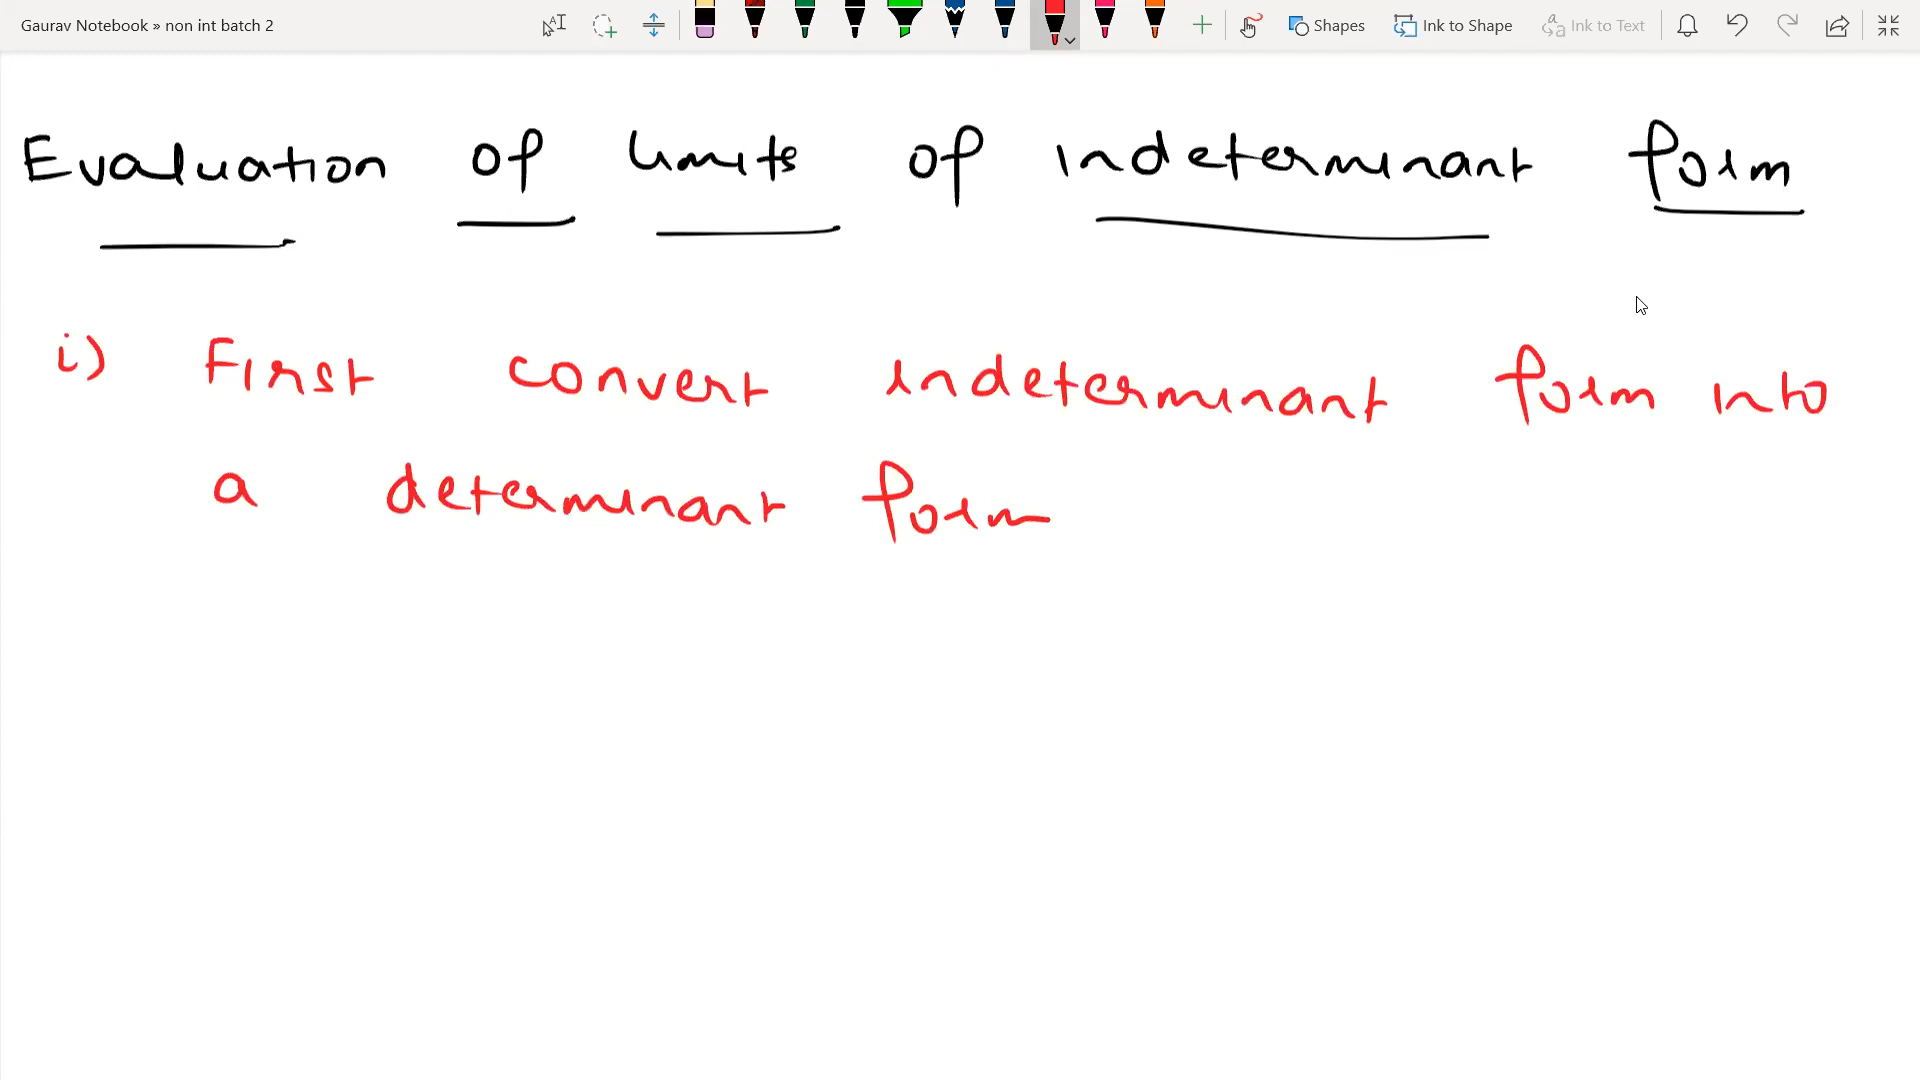 Gaurav Notebook » non int batch 2 Shapes Ink to Shape Ink to Text
Evaluation of limits of indeterminant form
i) First convert indeterminant form into
a determinant form